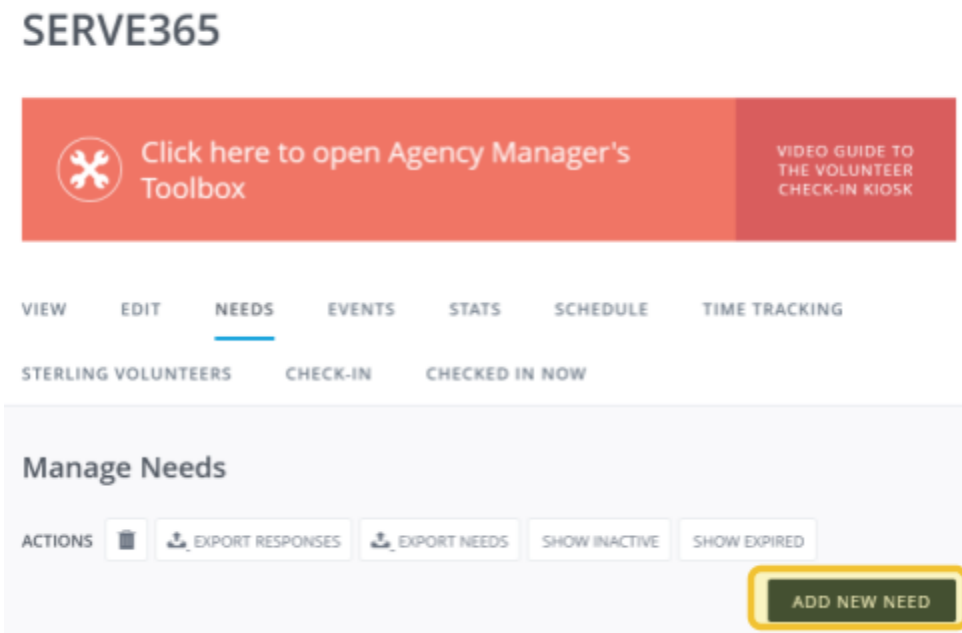 SERVE365
Click here to open Agency Manager's
Toolbox
VIDEO GUIDE TO
THE VOLUNTEER
CHECK-IN KIOSK
VIEW EDIT NEEDS EVENTS STATS SCHEDULE TIME TRACKING
STERLING VOLUNTEERS CHECK-IN CHECKED IN NOW
Manage Needs
ACTIONS EXPORT RESPONSES EXPORT NEEDS SHOW INACTIVE SHOW EXPIRED
ADD NEW NEED